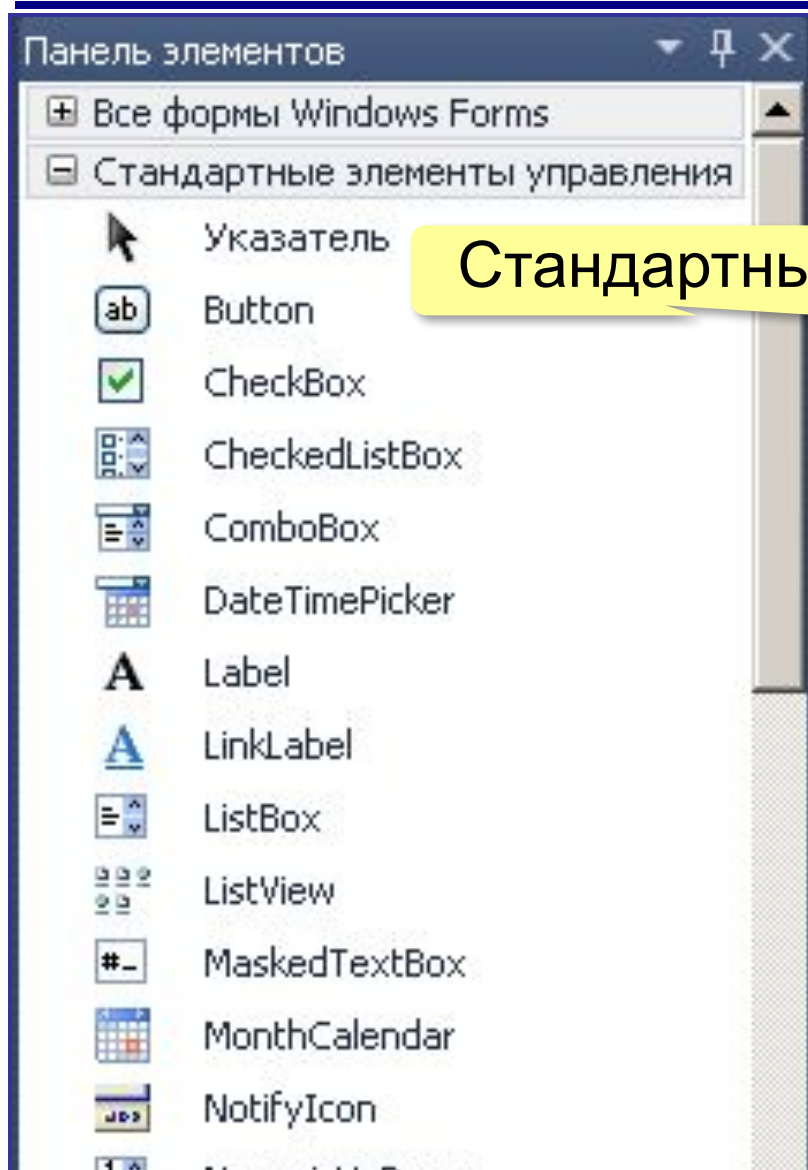 Панель элементов
Все формы Windows Forms
Стандартные элементы управления
Указатель
Стандартны
Button
CheckBox
CheckedListBox
ComboBox
DateTimePicker
Label
LinkLabel
ListBox
ListView
MaskedTextBox
MonthCalendar
NotifyIcon